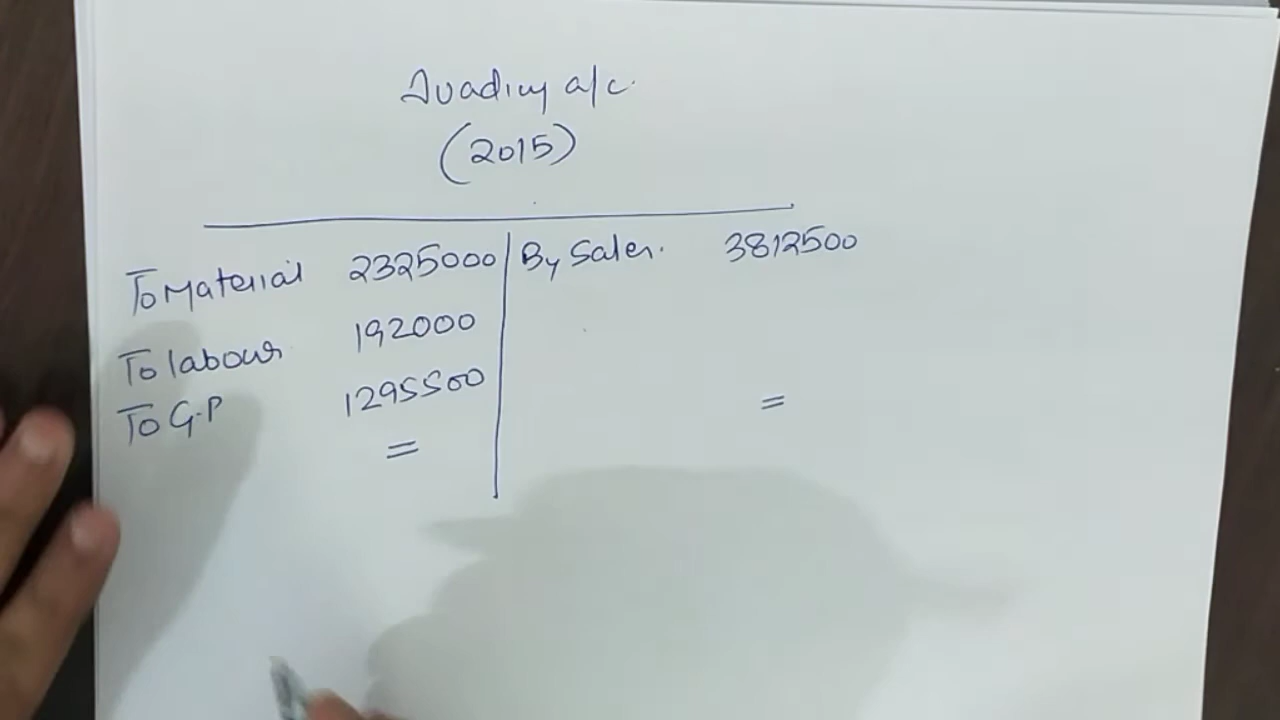 Trading a/c.
(2015)
To Material 2325000 By Sales. 3812500
To labour 192000
To G.P 1295500
=
=